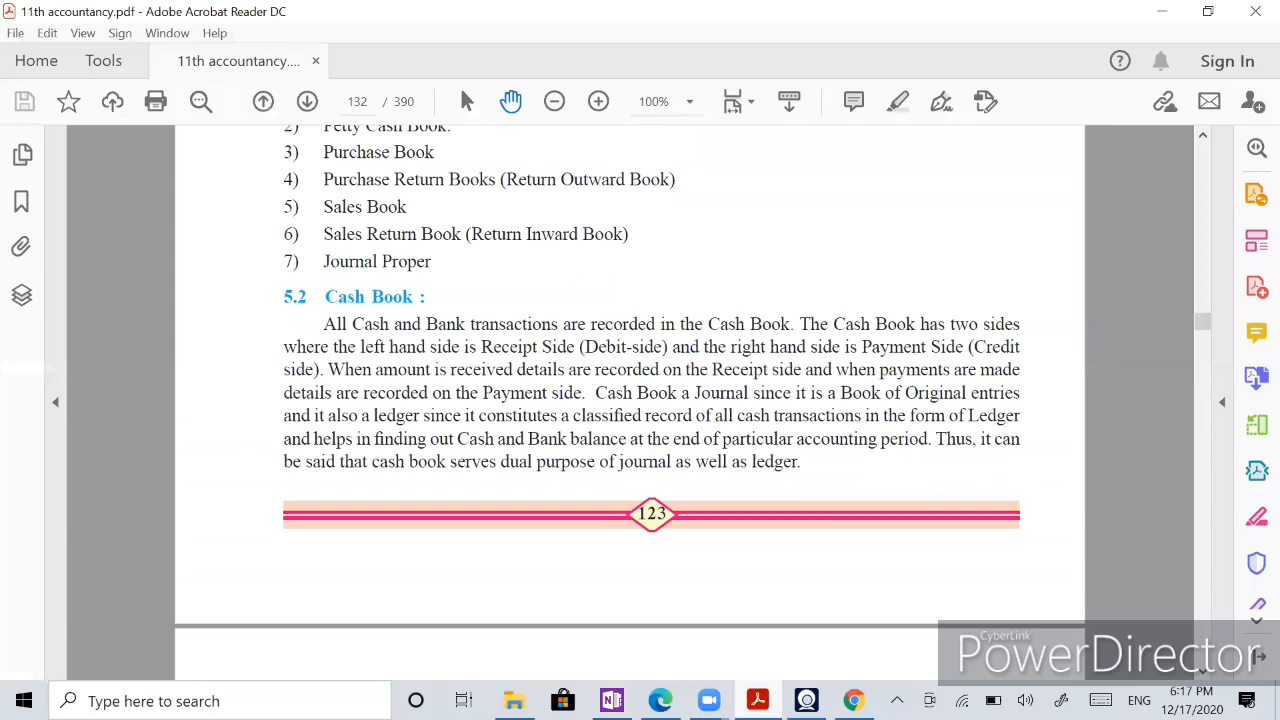 11th accountancy.pdf - Adobe Acrobat Reader DC
File Edit View Sign Window Help
Home Tools 11th accountancy.... × Sign In
132 / 390 100%
2) Petty Cash Book.
3) Purchase Book
4) Purchase Return Books (Return Outward Book)
5) Sales Book
6) Sales Return Book (Return Inward Book)
7) Journal Proper
5.2 Cash Book :
All Cash and Bank transactions are recorded in the Cash Book. The Cash Book has two sides
where the left hand side is Receipt Side (Debit-side) and the right hand side is Payment Side (Credit
side). When amount is received details are recorded on the Receipt side and when payments are made
details are recorded on the Payment side. Cash Book a Journal since it is a Book of Original entries
and it also a ledger since it constitutes a classified record of all cash transactions in the form of Ledger
and helps in finding out Cash and Bank balance at the end of particular accounting period. Thus, it can
be said that cash book serves dual purpose of journal as well as ledger.
123
CyberLink
PowerDirector
Type here to search
ENG
6:17 PM
12/17/2020